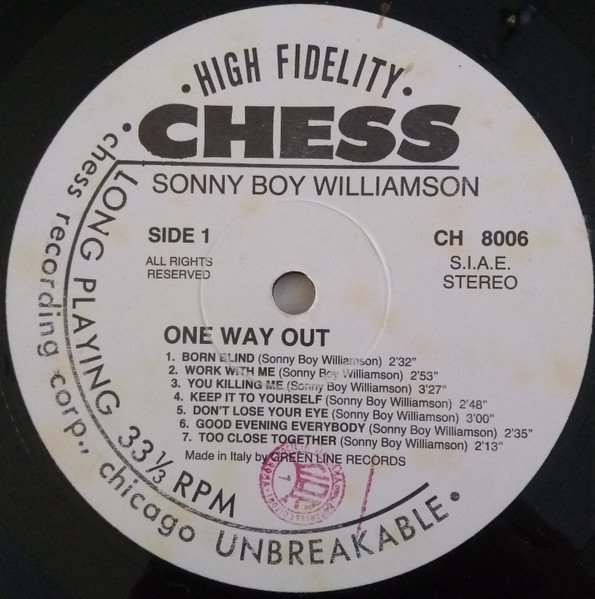 •HIGH FIDELITY•
CHESS
SONNY BOY WILLIAMSON
SIDE 1
ALL RIGHTS
RESERVED
CH 8006
S.I.A.E.
STEREO
ONE WAY OUT
1. BORN BLIND (Sonny Boy Williamson) 2'32"
2. WORK WITH ME (Sonny Boy Williamson) 2'53"
3. YOU KILLING ME (Sonny Boy Williamson) 3'27"
4. KEEP IT TO YOURSELF (Sonny Boy Williamson) 2'48"
5. DON'T LOSE YOUR EYE (Sonny Boy Williamson) 3'00"
6. GOOD EVENING EVERYBODY (Sonny Boy Williamson) 2'35"
7. TOO CLOSE TOGETHER (Sonny Boy Williamson) 2'13"
Made in Italy by GREEN LINE RECORDS
LONG PLAYING 33⅓ RPM
•chess recording corp., chicago UNBREAKABLE•